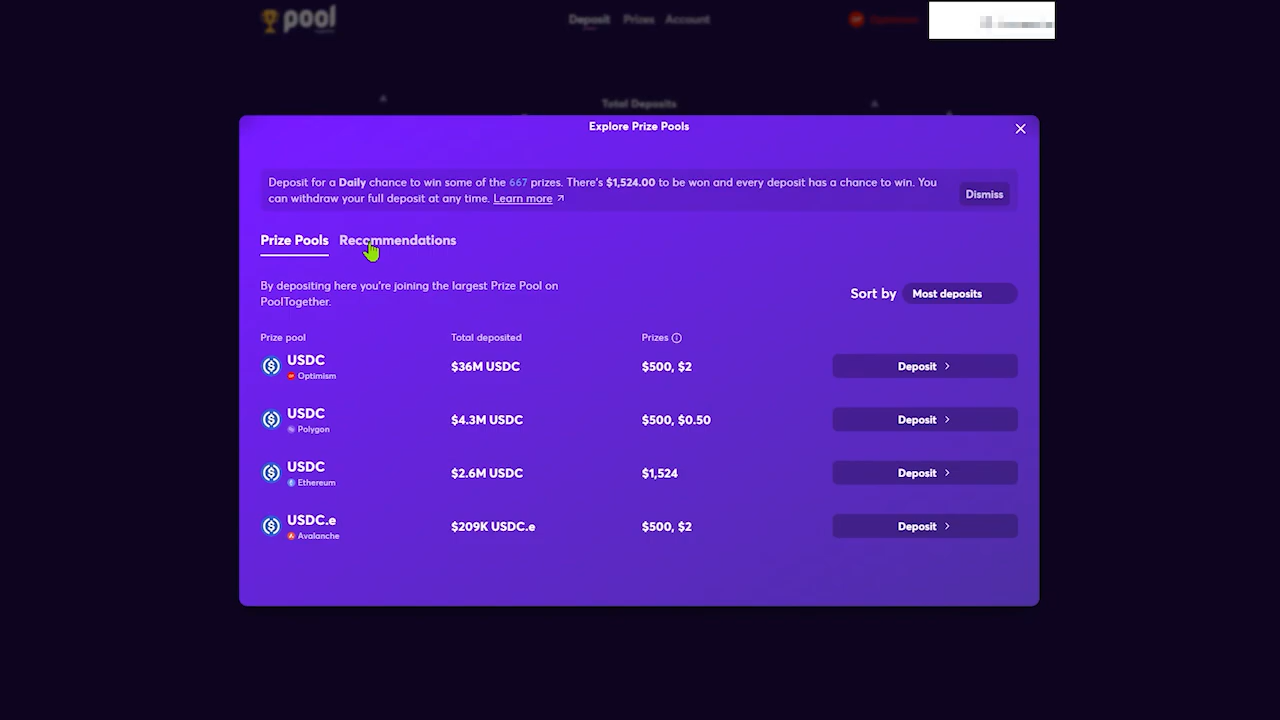 pool
Deposit Prizes Account
Optimism
Total Deposits
Explore Prize Pools
Deposit for a Daily chance to win some of the 667 prizes. There's $1,524.00 to be won and every deposit has a chance to win. You
can withdraw your full deposit at any time. Learn more ↗
Dismiss
Prize Pools Recommendations
By depositing here you're joining the largest Prize Pool on
PoolTogether.
Sort by Most deposits
Prize pool Total deposited Prizes
USDC $36M USDC $500, $2 Deposit
Optimism
USDC $4.3M USDC $500, $0.50 Deposit
Polygon
USDC $2.6M USDC $1,524 Deposit
Ethereum
USDC.e $209K USDC.e $500, $2 Deposit
Avalanche